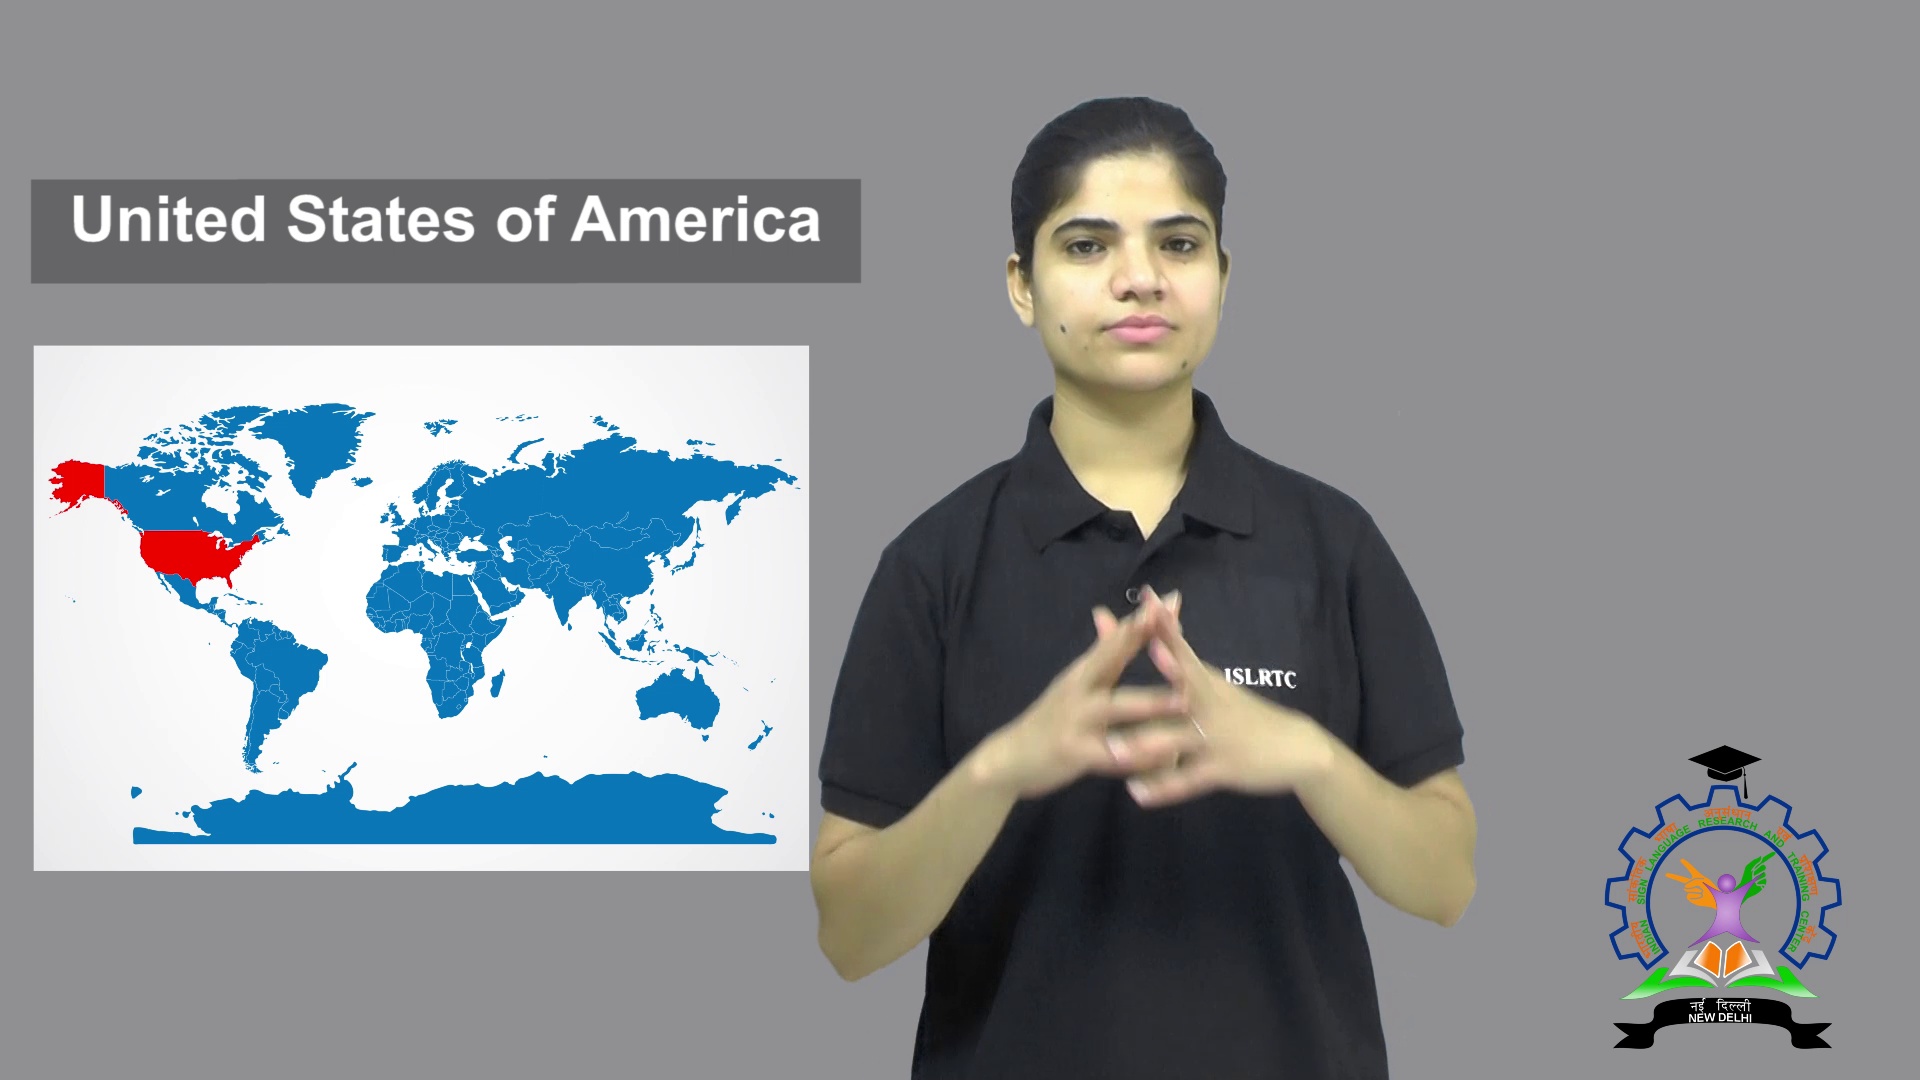 United States of America
ISLRTC
INDIAN SIGN LANGUAGE RESEARCH AND TRAINING CENTER
नई दिल्ली
NEW DELHI